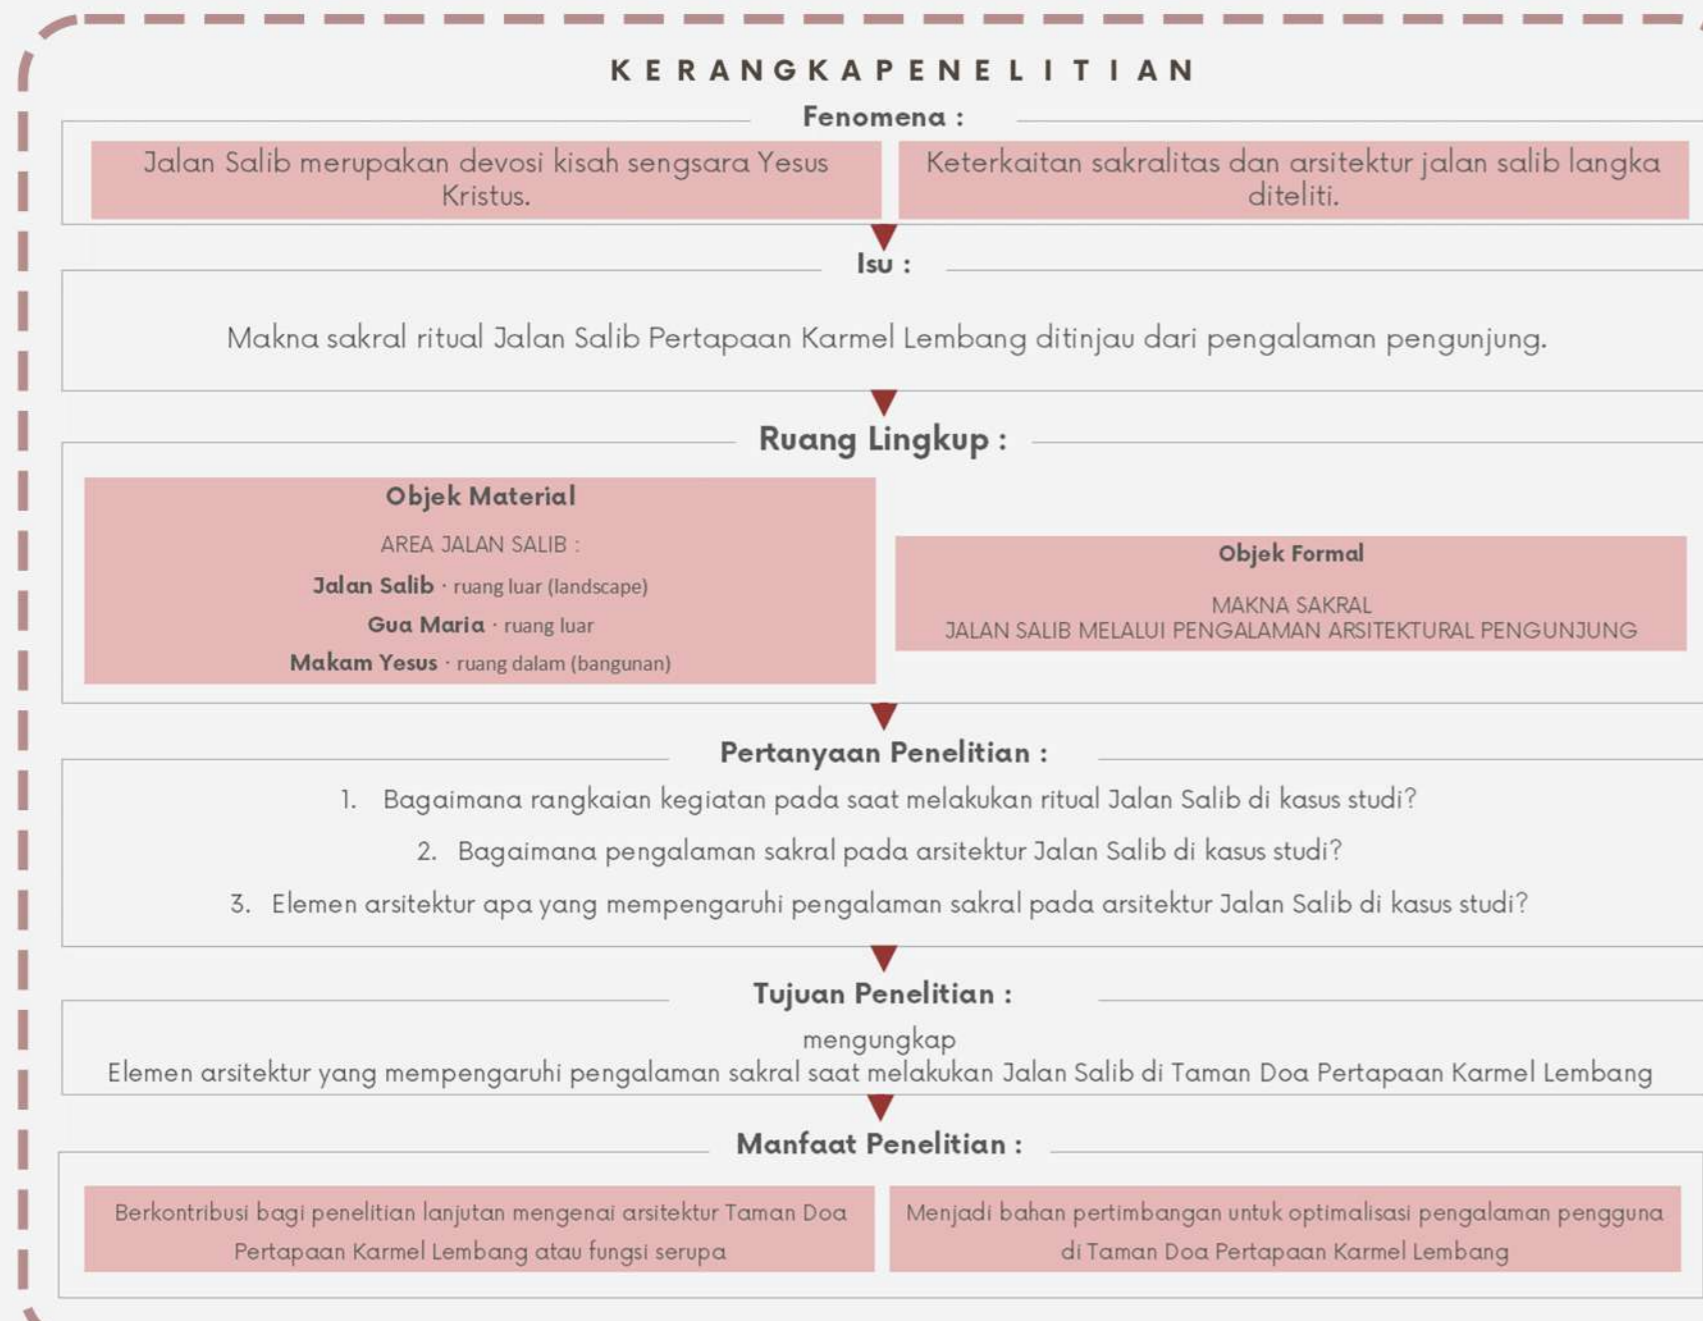 KERANGKAPENELITIAN
Fenomena :
Jalan Salib merupakan devosi kisah sengsara Yesus
Kristus.
Keterkaitan sakralitas dan arsitektur jalan salib langka
diteliti.
Isu :
Makna sakral ritual Jalan Salib Pertapaan Karmel Lembang ditinjau dari pengalaman pengunjung.
Ruang Lingkup :
Objek Material
AREA JALAN SALIB :
Jalan Salib · ruang luar (landscape)
Gua Maria · ruang luar
Makam Yesus · ruang dalam (bangunan)
Objek Formal
MAKNA SAKRAL
JALAN SALIB MELALUI PENGALAMAN ARSITEKTURAL PENGUNJUNG
Pertanyaan Penelitian :
1. Bagaimana rangkaian kegiatan pada saat melakukan ritual Jalan Salib di kasus studi?
2. Bagaimana pengalaman sakral pada arsitektur Jalan Salib di kasus studi?
3. Elemen arsitektur apa yang mempengaruhi pengalaman sakral pada arsitektur Jalan Salib di kasus studi?
Tujuan Penelitian :
mengungkap
Elemen arsitektur yang mempengaruhi pengalaman sakral saat melakukan Jalan Salib di Taman Doa Pertapaan Karmel Lembang
Manfaat Penelitian :
Berkontribusi bagi penelitian lanjutan mengenai arsitektur Taman Doa
Pertapaan Karmel Lembang atau fungsi serupa
Menjadi bahan pertimbangan untuk optimalisasi pengalaman pengguna
di Taman Doa Pertapaan Karmel Lembang